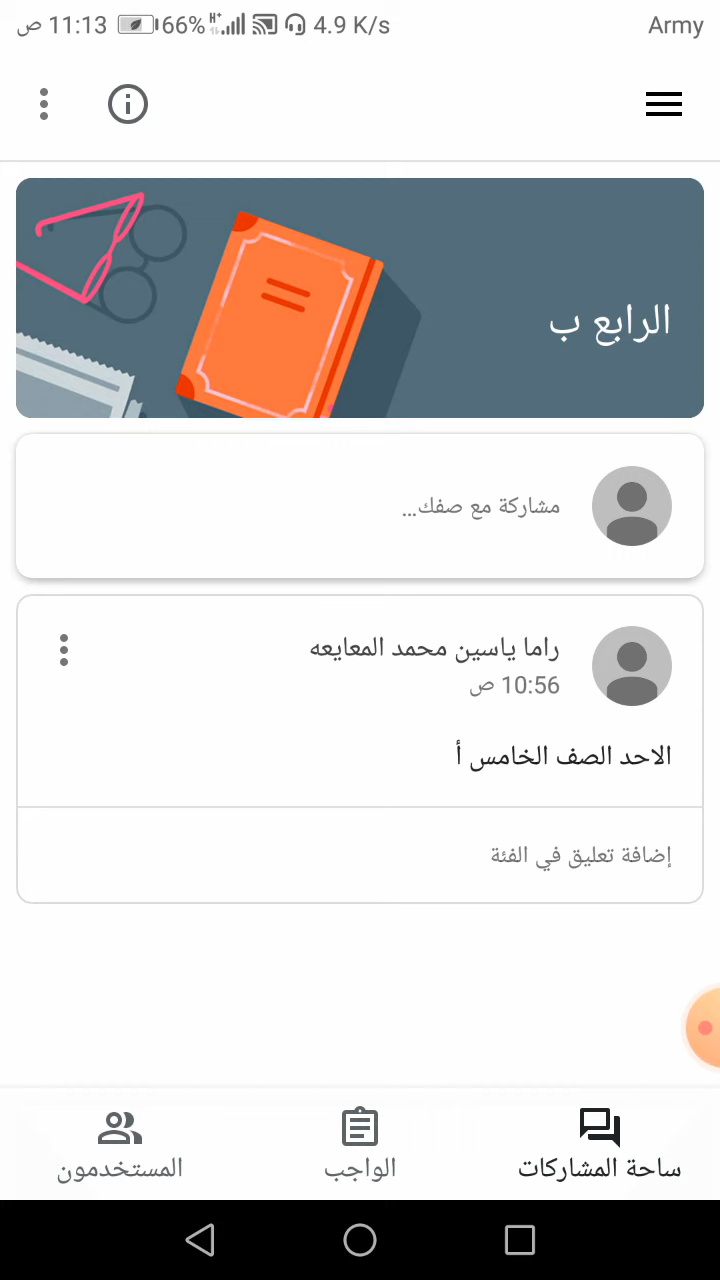 ص 11:13 66% H+ 4.9 K/s Army
الرابع ب
مشاركة مع صفك...
راما ياسين محمد المعايعه
10:56 ص
الاحد الصف الخامس أ
إضافة تعليق في الفئة
ساحة المشاركات الواجب المستخدمون